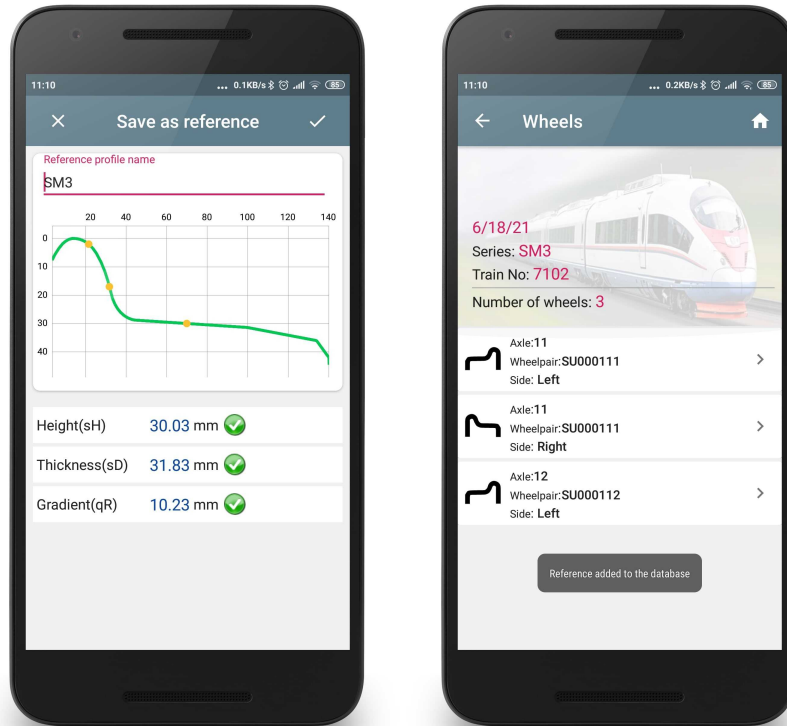 11:10
... 0.1KB/s 85
Save as reference
Reference profile name
SM3
20 40 60 80 100 120 140
0
10
20
30
40
Height(sH) 30.03 mm
Thickness(sD) 31.83 mm
Gradient(qR) 10.23 mm
11:10
... 0.2KB/s 85
Wheels
6/18/21
Series: SM3
Train No: 7102
Number of wheels: 3
Axle:11
Wheelpair:SU000111
Side: Left
Axle:11
Wheelpair:SU000111
Side: Right
Axle:12
Wheelpair:SU000112
Side: Left
Reference added to the database